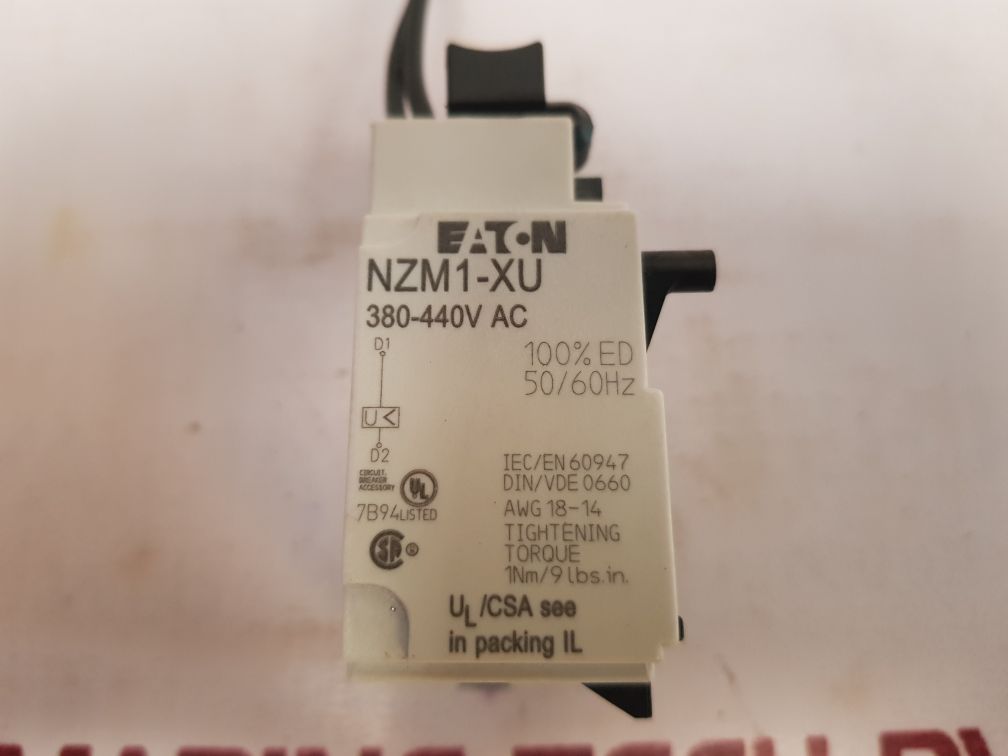 EATON
NZM1-XU
380-440V AC
D1
100% ED
50/60Hz
U<
D2
CIRCUIT
BREAKER
ACCESSORY
UL
7B94 LISTED
IEC/EN 60947
DIN/VDE 0660
AWG 18-14
TIGHTENING
TORQUE
1Nm/9 lbs.in.
SA ®
UL/CSA see
in packing IL